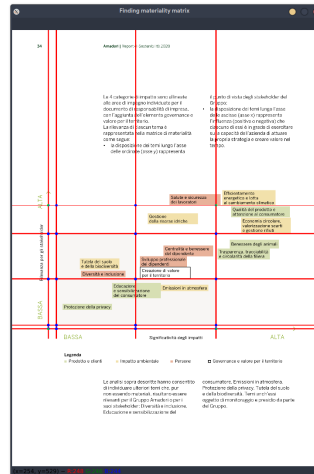 Finding materiality matrix
34
Amadori | Report di Sostenibilità 2020
Le 4 categorie di impatto sono allineate
alle aree di impegno individuate per il
documento di responsabilità di impresa,
con l'aggiunta dell'elemento governance e
valore per il territorio.
La rilevanza di ciascun tema è
rappresentata nella matrice di materialità
come segue:
• la disposizione dei temi lungo l'asse
delle ordinate (asse y) rappresenta
il punto di vista degli stakeholder del
Gruppo;
• la disposizione dei temi lungo l'asse
delle ascisse (asse x) rappresenta
l'influenza (positiva o negativa) che
ciascuno di essi è in grado di esercitare
sulla capacità dell'azienda di attuare
la propria strategia e creare valore nel
tempo.
ALTA
Rilevanza per gli stakeholder
BASSA
Salute e sicurezza
dei lavoratori
Efficientamento
energetico e lotta
al cambiamento climatico
Qualità del prodotto e
attenzione ai consumatori
Gestione
della risorsa idrica
Economia circolare,
valorizzazione scarti
e gestione rifiuti
Benessere degli animali
Centralità e benessere
del dipendente
Trasparenza, tracciabilità
e circolarità della filiera
Tutela del suolo
e della biodiversità
Sviluppo professionale
dei dipendenti
Diversità e inclusione
Creazione di valore
per il territorio
Educazione
e sensibilizzazione
del consumatore
Emissioni in atmosfera
Protezione della privacy
BASSA
Significatività degli impatti
ALTA
Legenda
Prodotto e clienti
Impatto ambientale
Persone
Governance e valore per il territorio
Le analisi sopra descritte hanno consentito
di individuare ulteriori temi che, pur
non essendo materiali, risultano essere
rilevanti per il Gruppo Amadori e per i
suoi stakeholder: Diversità e inclusione,
Educazione e sensibilizzazione del
consumatore, Emissioni in atmosfera,
Protezione della privacy, Tutela del suolo
e della biodiversità. Temi anch'essi
oggetto di monitoraggio e presidio da parte
del Gruppo.